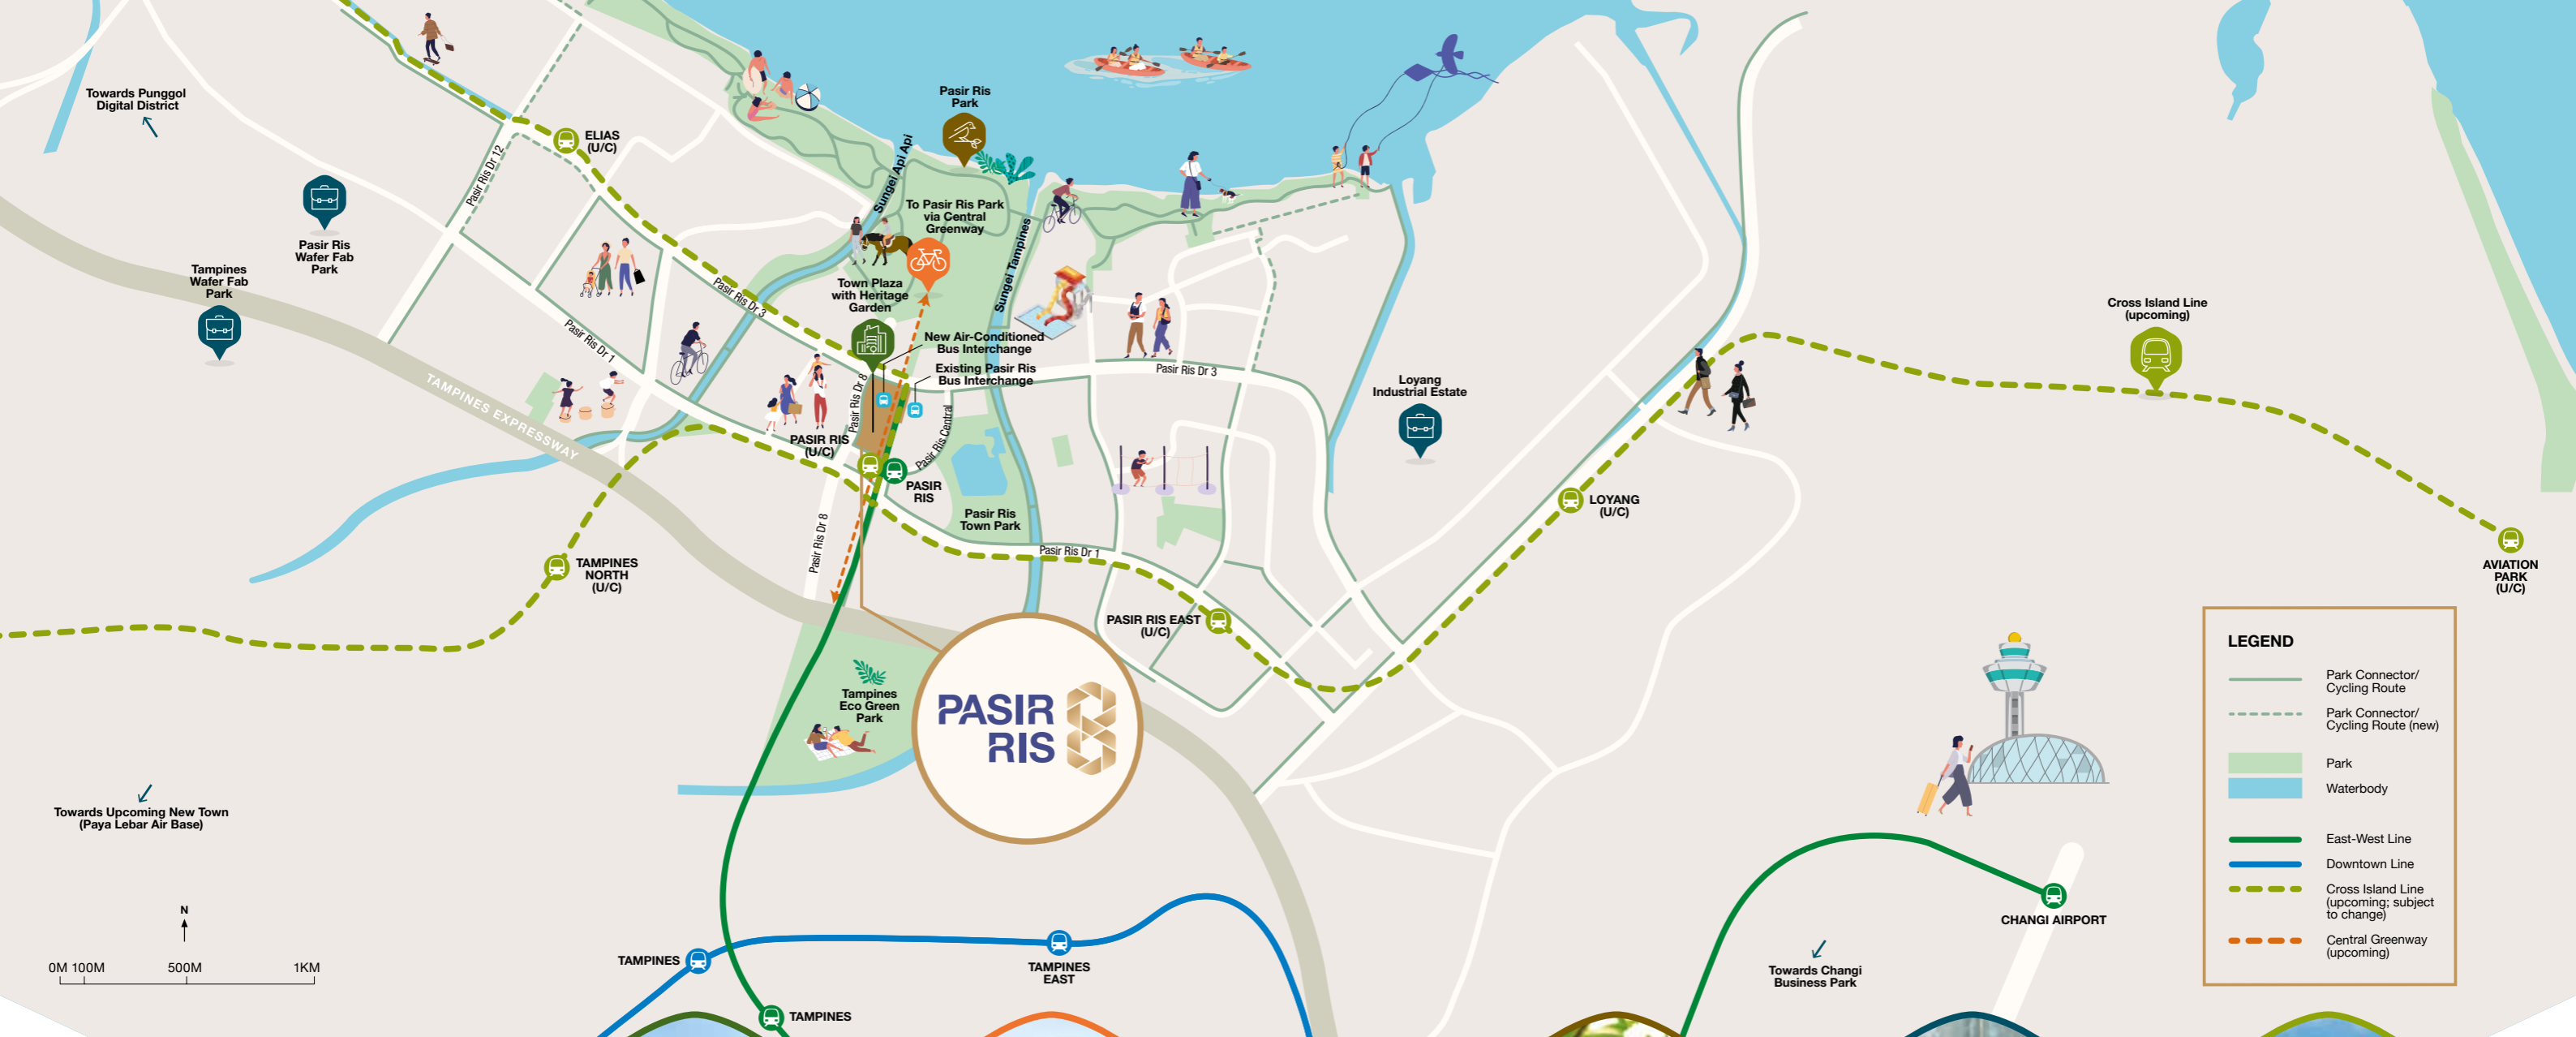 Towards Punggol
Digital District
ELIAS
(U/C)
Pasir Ris
Park
Pasir Ris Dr 12
Sungei Api Api
Pasir Ris
Wafer Fab
Park
Tampines
Wafer Fab
Park
To Pasir Ris Park
via Central
Greenway
Sungei Tampines
Town Plaza
with Heritage
Garden
Pasir Ris Dr 3
Pasir Ris Dr 1
New Air-Conditioned
Bus Interchange
Existing Pasir Ris
Bus Interchange
Pasir Ris Dr 3
Cross Island Line
(upcoming)
Loyang
Industrial Estate
TAMPINES EXPRESSWAY
Pasir Ris Dr 8
Pasir Ris Central
PASIR RIS
(U/C)
PASIR
RIS
Pasir Ris
Town Park
Pasir Ris Dr 8
Pasir Ris Dr 1
LOYANG
(U/C)
AVIATION
PARK
(U/C)
TAMPINES
NORTH
(U/C)
PASIR RIS EAST
(U/C)
Tampines
Eco Green
Park
PASIR
RIS 8
Towards Upcoming New Town
(Paya Lebar Air Base)
N
0M 100M 500M 1KM
TAMPINES
TAMPINES
EAST
TAMPINES
CHANGI AIRPORT
Towards Changi
Business Park
LEGEND
Park Connector/
Cycling Route
Park Connector/
Cycling Route (new)
Park
Waterbody
East-West Line
Downtown Line
Cross Island Line
(upcoming; subject
to change)
Central Greenway
(upcoming)